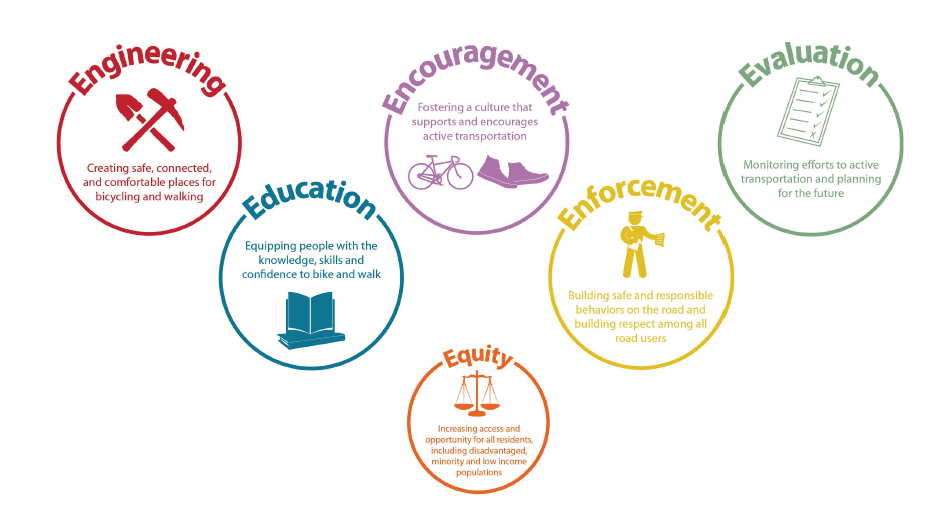 Engineering
Creating safe, connected,
and comfortable places for
bicycling and walking
Education
Equipping people with the
knowledge, skills and
confidence to bike and walk
Encouragement
Fostering a culture that
supports and encourages
active transportation
Enforcement
Building safe and responsible
behaviors on the road and
building respect among all
road users
Evaluation
Monitoring efforts to active
transportation and planning
for the future
Equity
Increasing access and
opportunity for all residents,
including disadvantaged,
minority and low income
populations